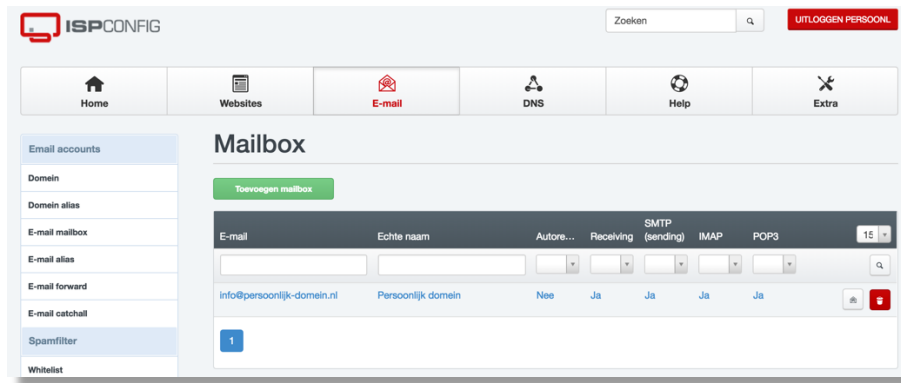 ISPCONFIG
Zoeken
UITLOGGEN PERSOONL
Home
Websites
E-mail
DNS
Help
Extra
Email accounts
Domein
Domein alias
E-mail mailbox
E-mail alias
E-mail forward
E-mail catchall
Spamfilter
Whitelist
Mailbox
Toevoegen mailbox
E-mail Echte naam Autore... Receiving SMTP (sending) IMAP POP3 15
info@persoonlijk-domein.nl Persoonlijk domein Nee Ja Ja Ja Ja
1